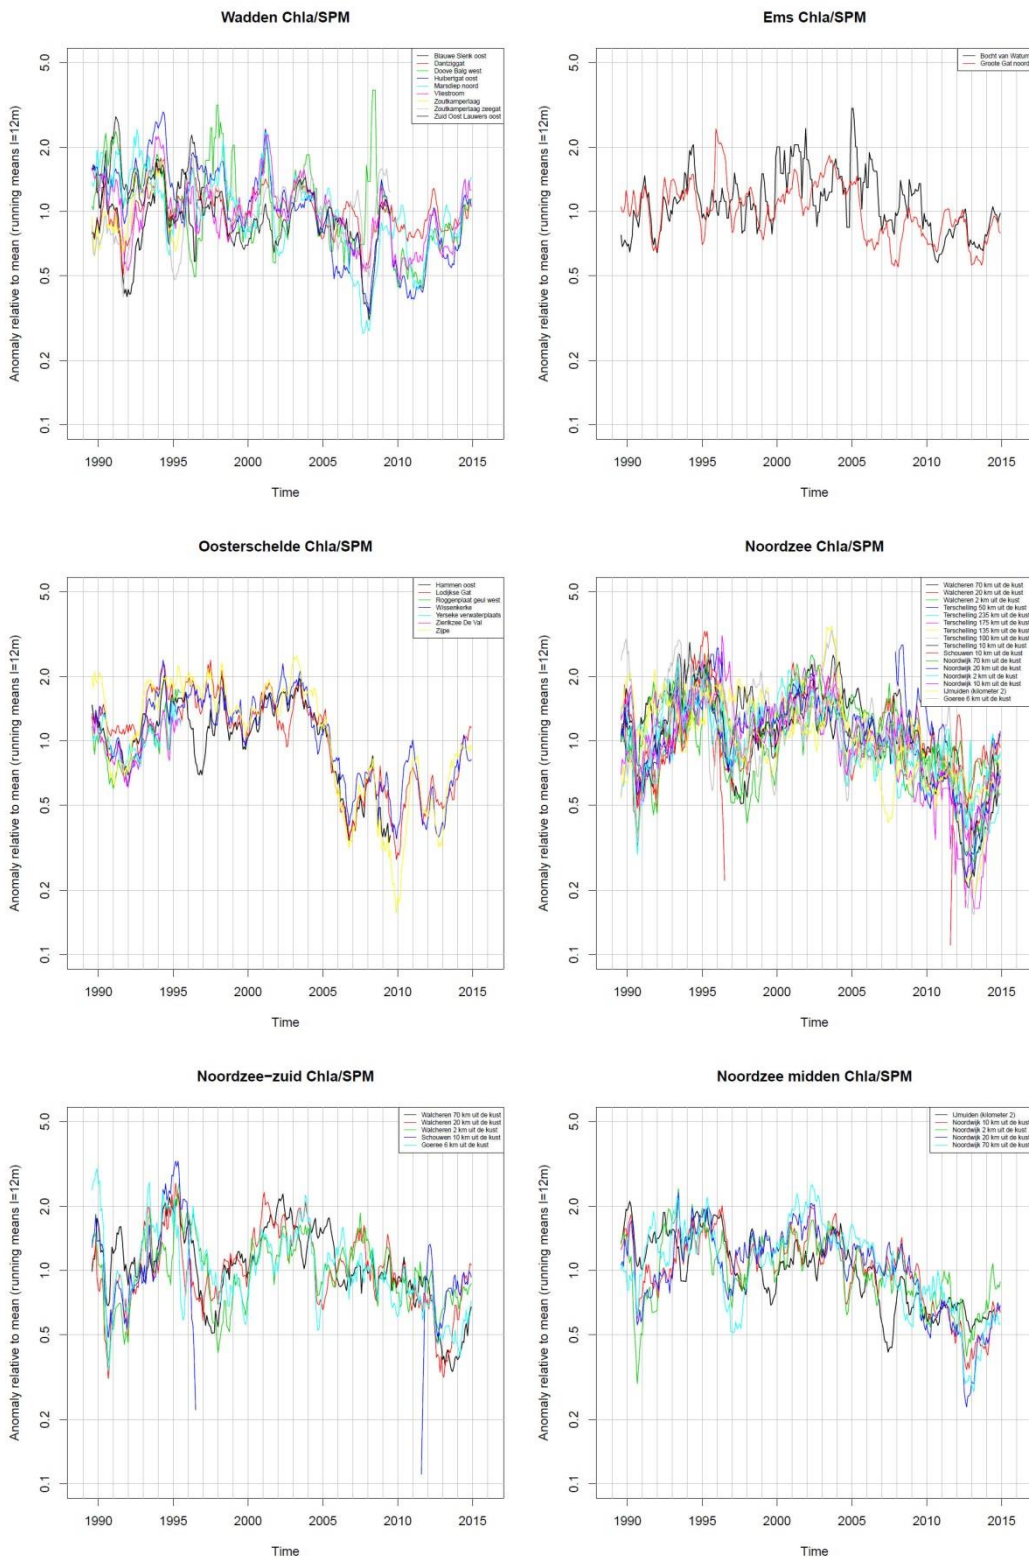 Wadden Chla/SPM
Anomaly relative to mean (running means l=12m)
5.0
2.0
1.0
0.5
0.2
0.1
Blauwe Slenk oost
Dantziggat
Doove Balg west
Huibertgat oost
Marsdiep noord
Vliestroom
Zoutkamperlaag
Zoutkamperlaag zeegat
Zuid Oost Lauwers oost
1990 1995 2000 2005 2010 2015
Time
Ems Chla/SPM
Anomaly relative to mean (running means l=12m)
5.0
2.0
1.0
0.5
0.2
0.1
Bocht van Watum
Groote Gat noord
1990 1995 2000 2005 2010 2015
Time
Oosterschelde Chla/SPM
Anomaly relative to mean (running means l=12m)
5.0
2.0
1.0
0.5
0.2
0.1
Hammen oost
Lodijkse Gat
Roggenplaat geul west
Wissenkerke
Yerseke verwaterplaats
Zierikzee De Val
Zijpe
1990 1995 2000 2005 2010 2015
Time
Noordzee Chla/SPM
Anomaly relative to mean (running means l=12m)
5.0
2.0
1.0
0.5
0.2
0.1
Walcheren 70 km uit de kust
Walcheren 20 km uit de kust
Walcheren 2 km uit de kust
Terschelling 50 km uit de kust
Terschelling 235 km uit de kust
Terschelling 175 km uit de kust
Terschelling 135 km uit de kust
Terschelling 100 km uit de kust
Terschelling 10 km uit de kust
Schouwen 10 km uit de kust
Noordwijk 70 km uit de kust
Noordwijk 20 km uit de kust
Noordwijk 2 km uit de kust
Noordwijk 10 km uit de kust
IJmuiden (kilometer 2)
Goeree 6 km uit de kust
1990 1995 2000 2005 2010 2015
Time
Noordzee−zuid Chla/SPM
Anomaly relative to mean (running means l=12m)
5.0
2.0
1.0
0.5
0.2
0.1
Walcheren 70 km uit de kust
Walcheren 20 km uit de kust
Walcheren 2 km uit de kust
Schouwen 10 km uit de kust
Goeree 6 km uit de kust
1990 1995 2000 2005 2010 2015
Time
Noordzee midden Chla/SPM
Anomaly relative to mean (running means l=12m)
5.0
2.0
1.0
0.5
0.2
0.1
IJmuiden (kilometer 2)
Noordwijk 10 km uit de kust
Noordwijk 2 km uit de kust
Noordwijk 20 km uit de kust
Noordwijk 70 km uit de kust
1990 1995 2000 2005 2010 2015
Time